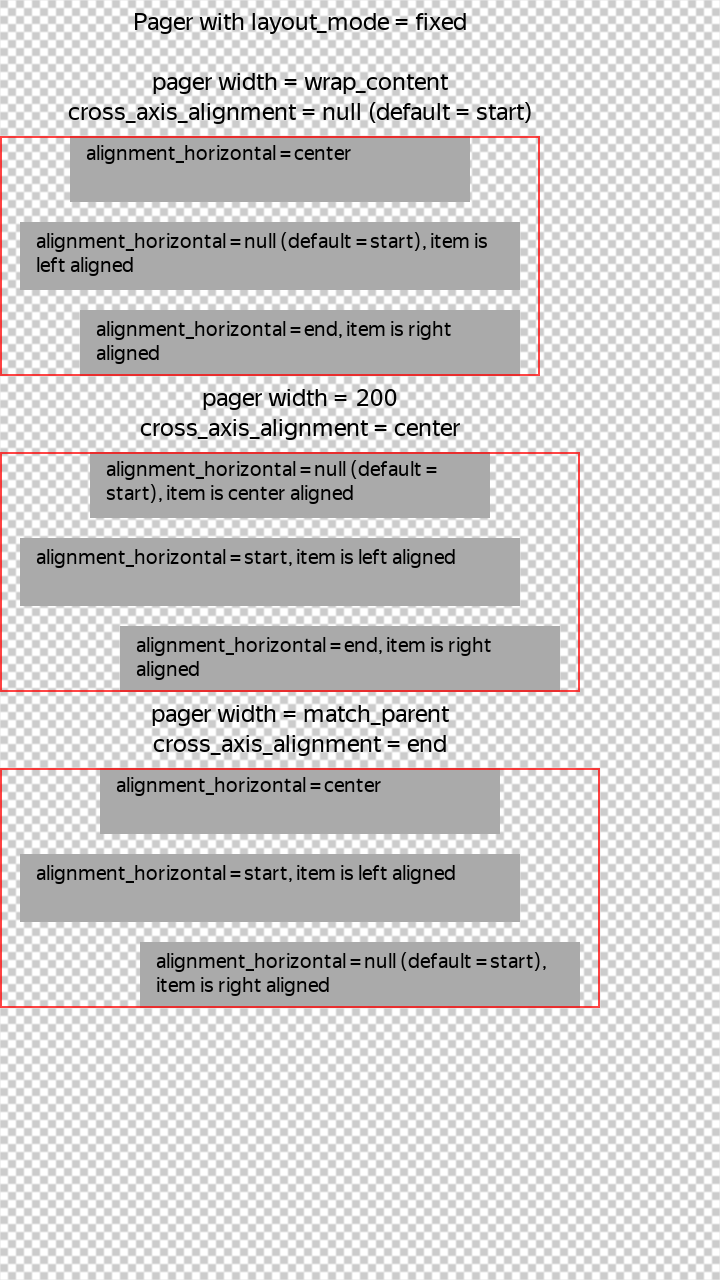 Pager with layout_mode = fixed
pager width = wrap_content
cross_axis_alignment = null (default = start)
alignment_horizontal = center
alignment_horizontal = null (default = start), item is
left aligned
alignment_horizontal = end, item is right
aligned
pager width = 200
cross_axis_alignment = center
alignment_horizontal = null (default =
start), item is center aligned
alignment_horizontal = start, item is left aligned
alignment_horizontal = end, item is right
aligned
pager width = match_parent
cross_axis_alignment = end
alignment_horizontal = center
alignment_horizontal = start, item is left aligned
alignment_horizontal = null (default = start),
item is right aligned